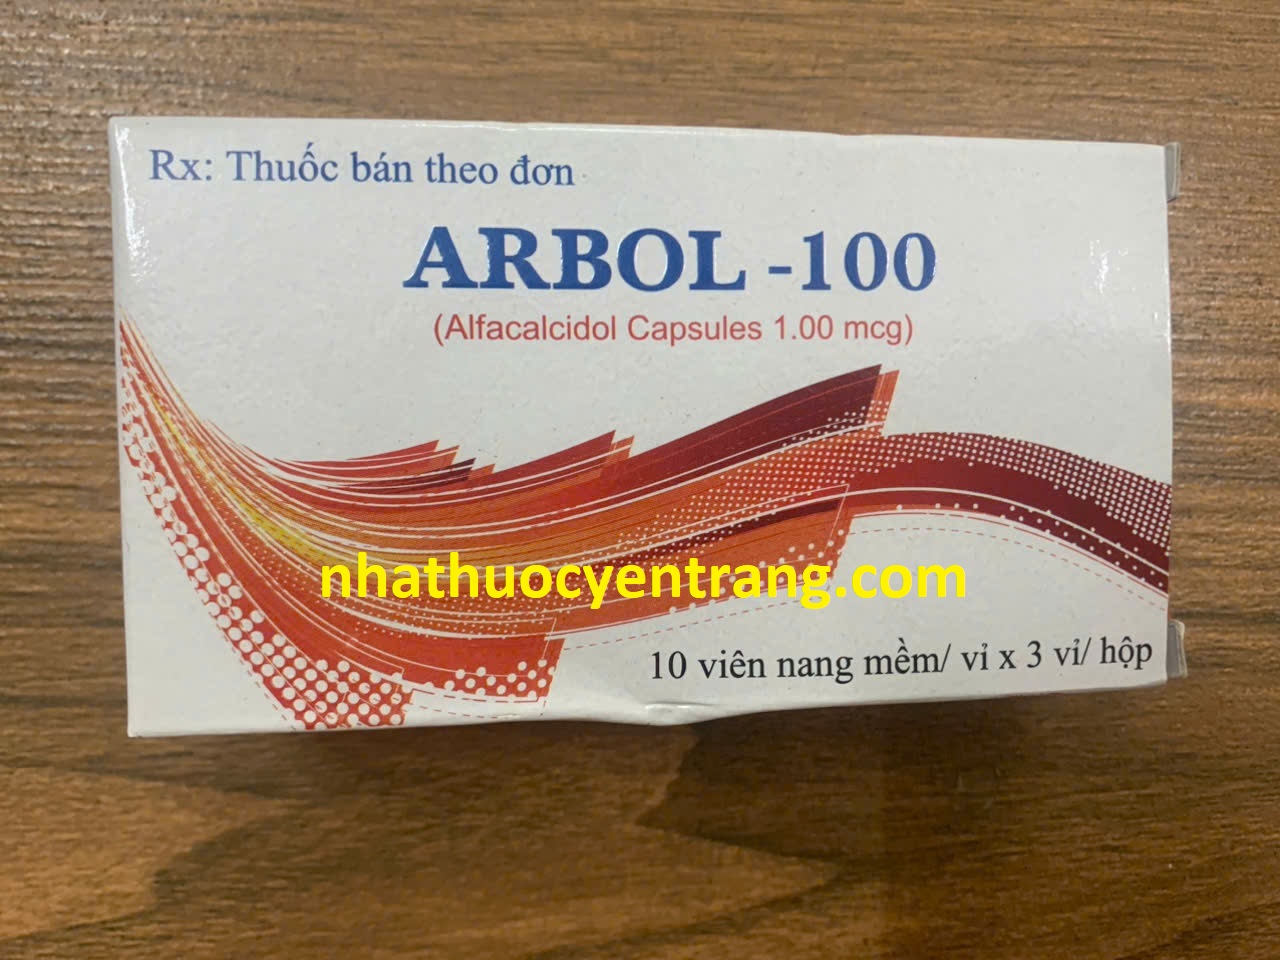 Rx: Thuốc bán theo đơn
ARBOL -100
(Alfacalcidol Capsules 1.00 mcg)
nhathuocyentrang.com
10 viên nang mềm/ vỉ x 3 vỉ/ hộp